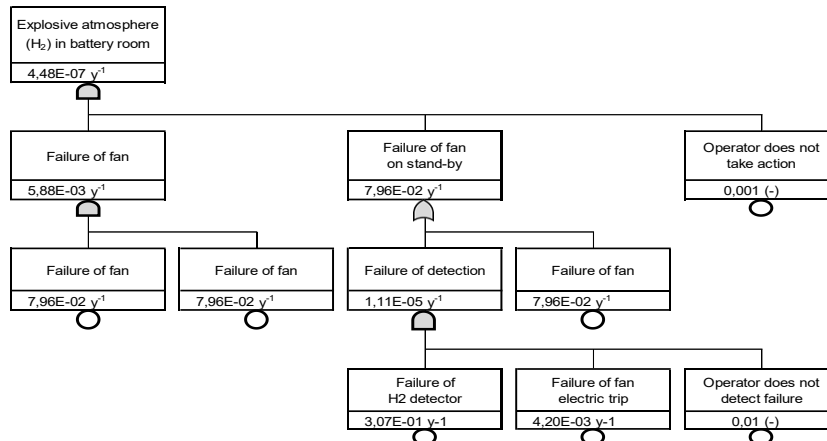 Explosive atmosphere
(H₂) in battery room
4,48E-07 y⁻¹
Failure of fan
5,88E-03 y⁻¹
Failure of fan
on stand-by
7,96E-02 y⁻¹
Operator does not
take action
0,001 (-)
Failure of fan
7,96E-02 y⁻¹
Failure of fan
7,96E-02 y⁻¹
Failure of detection
1,11E-05 y⁻¹
Failure of fan
7,96E-02 y⁻¹
Failure of
H2 detector
3,07E-01 y-1
Failure of fan
electric trip
4,20E-03 y-1
Operator does not
detect failure
0,01 (-)